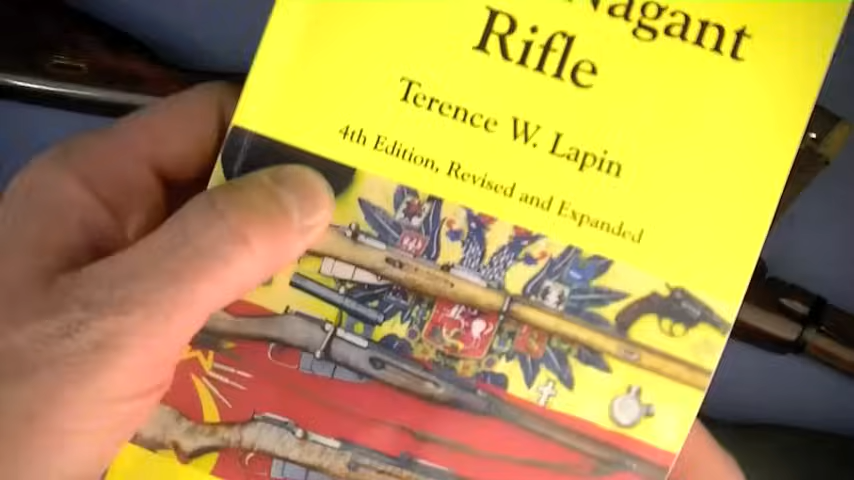 Nagant
Rifle
Terence W. Lapin
4th Edition, Revised and Expanded